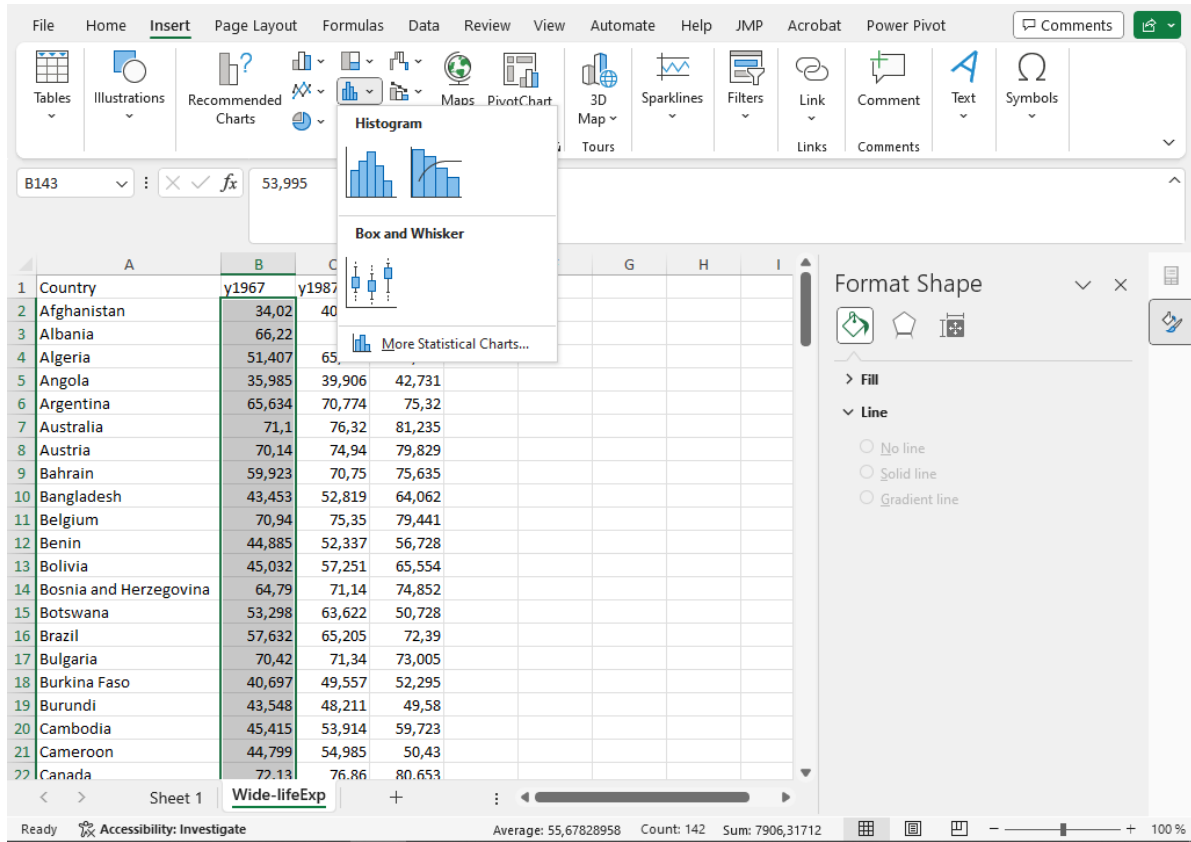 File Home Insert Page Layout Formulas Data Review View Automate Help JMP Acrobat Power Pivot Comments
Tables Illustrations Recommended Charts Maps PivotChart 3D Map Sparklines Filters Link Comment Text Symbols
Tours Links Comments
Histogram
B143 fx 53,995
Box and Whisker
More Statistical Charts...
A B C G H I
1 Country y1967 y1987
2 Afghanistan 34,02 40
3 Albania 66,22
4 Algeria 51,407 65,
5 Angola 35,985 39,906 42,731
6 Argentina 65,634 70,774 75,32
7 Australia 71,1 76,32 81,235
8 Austria 70,14 74,94 79,829
9 Bahrain 59,923 70,75 75,635
10 Bangladesh 43,453 52,819 64,062
11 Belgium 70,94 75,35 79,441
12 Benin 44,885 52,337 56,728
13 Bolivia 45,032 57,251 65,554
14 Bosnia and Herzegovina 64,79 71,14 74,852
15 Botswana 53,298 63,622 50,728
16 Brazil 57,632 65,205 72,39
17 Bulgaria 70,42 71,34 73,005
18 Burkina Faso 40,697 49,557 52,295
19 Burundi 43,548 48,211 49,58
20 Cambodia 45,415 53,914 59,723
21 Cameroon 44,799 54,985 50,43
22 Canada 72,13 76,86 80,653
Format Shape
Fill
Line
No line
Solid line
Gradient line
Sheet 1 Wide-lifeExp
Ready Accessibility: Investigate Average: 55,67828958 Count: 142 Sum: 7906,31712 100 %